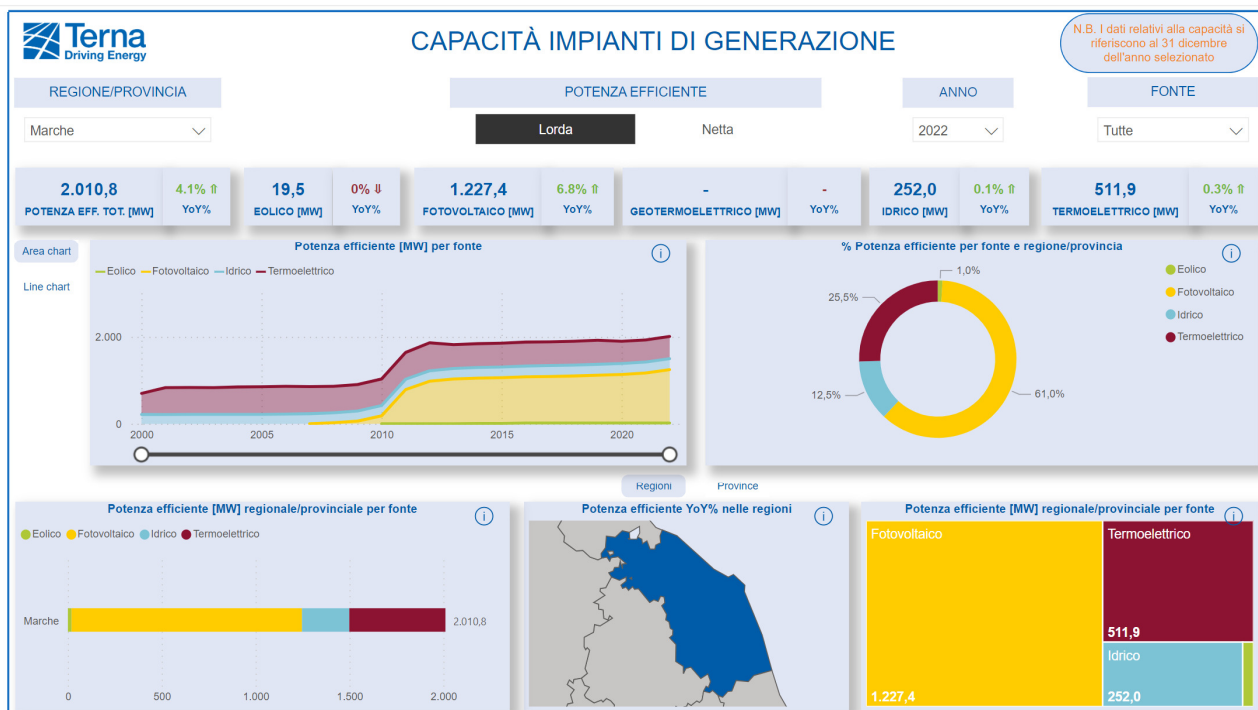 Terna
Driving Energy
CAPACITÀ IMPIANTI DI GENERAZIONE
N.B. I dati relativi alla capacità si
riferiscono al 31 dicembre
dell'anno selezionato
REGIONE/PROVINCIA
POTENZA EFFICIENTE
ANNO
FONTE
Marche
Lorda
Netta
2022
Tutte
2.010,8
POTENZA EFF. TOT. [MW]
4.1% ⇑
YoY%
19,5
EOLICO [MW]
0% ⇓
YoY%
1.227,4
FOTOVOLTAICO [MW]
6.8% ⇑
YoY%
-
GEOTERMOELETTRICO [MW]
-
YoY%
252,0
IDRICO [MW]
0.1% ⇑
YoY%
511,9
TERMOELETTRICO [MW]
0.3% ⇑
YoY%
Area chart
Line chart
Potenza efficiente [MW] per fonte
i
Eolico Fotovoltaico Idrico Termoelettrico
2.000
0
2000 2005 2010 2015 2020
% Potenza efficiente per fonte e regione/provincia
i
1,0%
25,5%
12,5%
61,0%
Eolico
Fotovoltaico
Idrico
Termoelettrico
Regioni
Province
Potenza efficiente [MW] regionale/provinciale per fonte
i
Eolico Fotovoltaico Idrico Termoelettrico
Marche
2.010,8
0 500 1.000 1.500 2.000
Potenza efficiente YoY% nelle regioni
i
Potenza efficiente [MW] regionale/provinciale per fonte
i
Fotovoltaico
1.227,4
Termoelettrico
511,9
Idrico
252,0